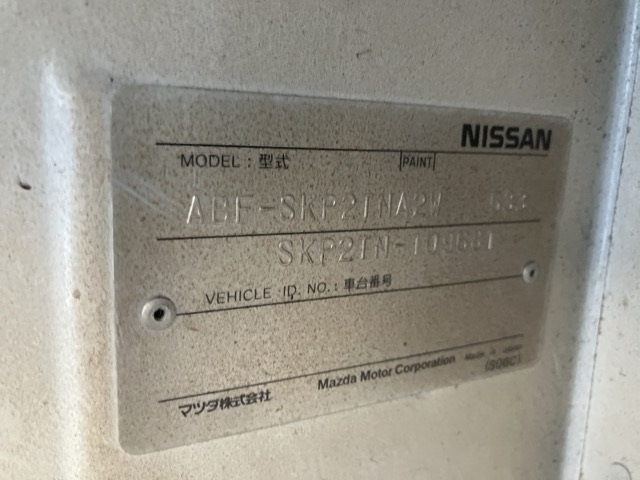 NISSAN
MODEL : 型式 PAINT
ABF-SKP2TNA2W
SKP2TN-
VEHICLE ID. NO. : 車台番号
マツダ株式会社 Mazda Motor Corporation Made in Japan